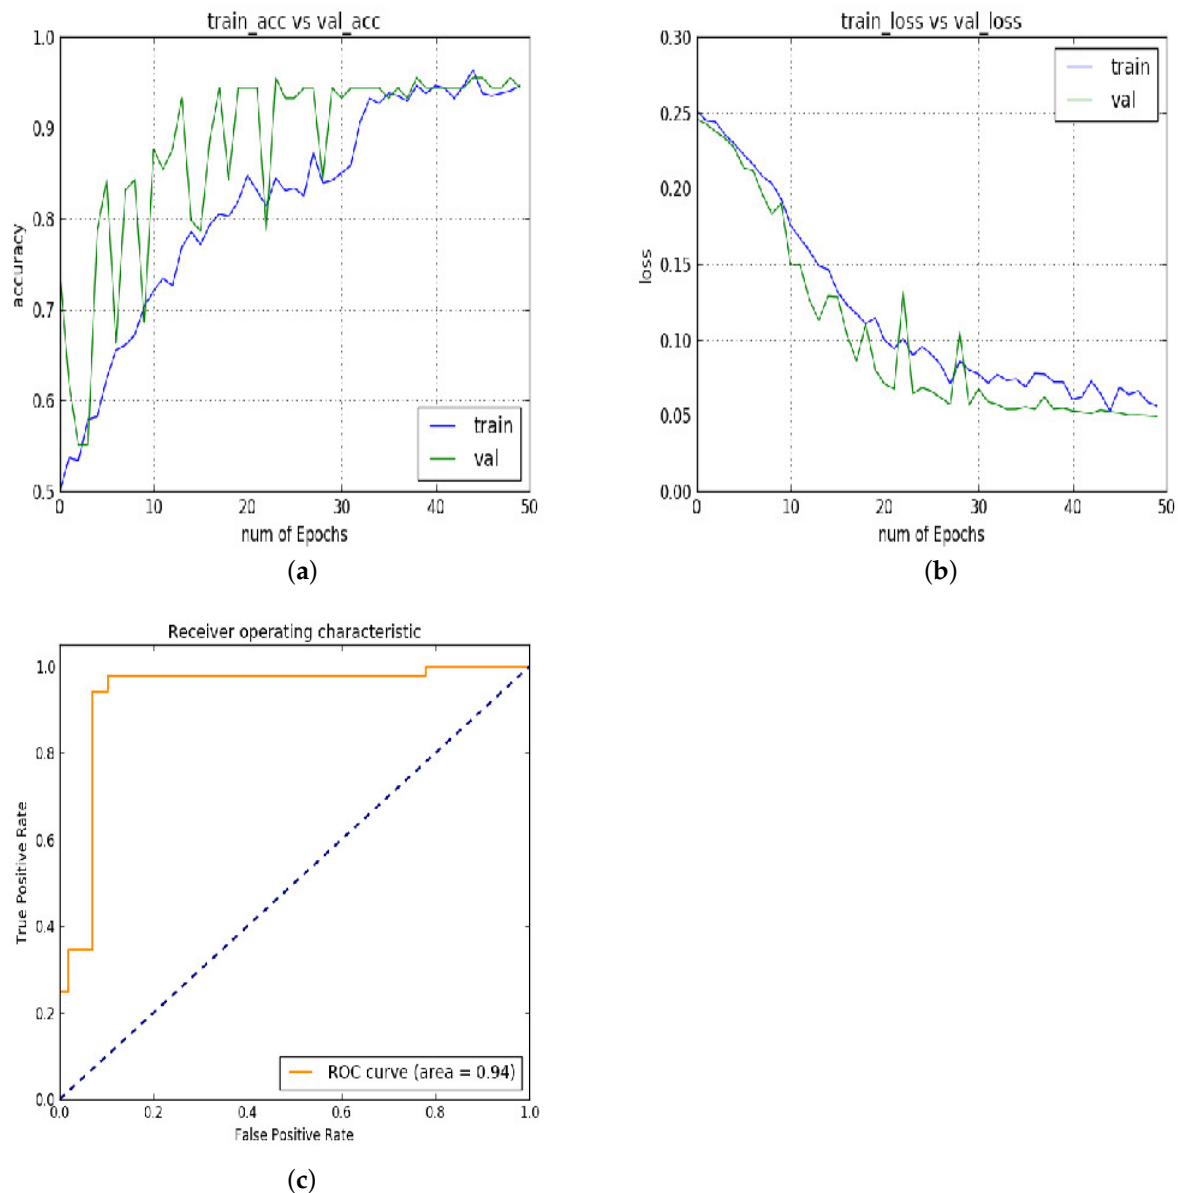 train_acc vs val_acc
1.0
0.9
0.8
0.7
0.6
0.5
accuracy
train
val
0 10 20 30 40 50
num of Epochs
(a)
train_loss vs val_loss
0.30
0.25
0.20
0.15
0.10
0.05
0.00
loss
train
val
0 10 20 30 40 50
num of Epochs
(b)
Receiver operating characteristic
1.0
0.8
0.6
0.4
0.2
0.0
True Positive Rate
ROC curve (area = 0.94)
0.0 0.2 0.4 0.6 0.8 1.0
False Positive Rate
(c)